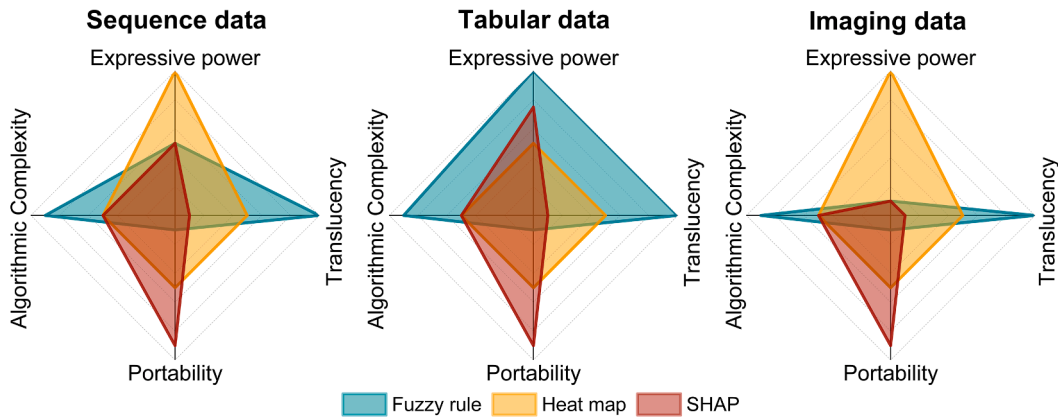 Sequence data
Tabular data
Imaging data
Expressive power
Expressive power
Expressive power
Algorithmic Complexity
Translucency
Algorithmic Complexity
Translucency
Algorithmic Complexity
Translucency
Portability
Portability
Portability
Fuzzy rule
Heat map
SHAP